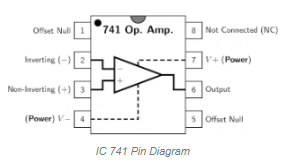 741 Op. Amp.
Offset Null 1
8 Not Connected (NC)
Inverting (−) 2
7 V+ (Power)
Non-Inverting (+) 3
6 Output
(Power) V− 4
5 Offset Null
−
+
IC 741 Pin Diagram